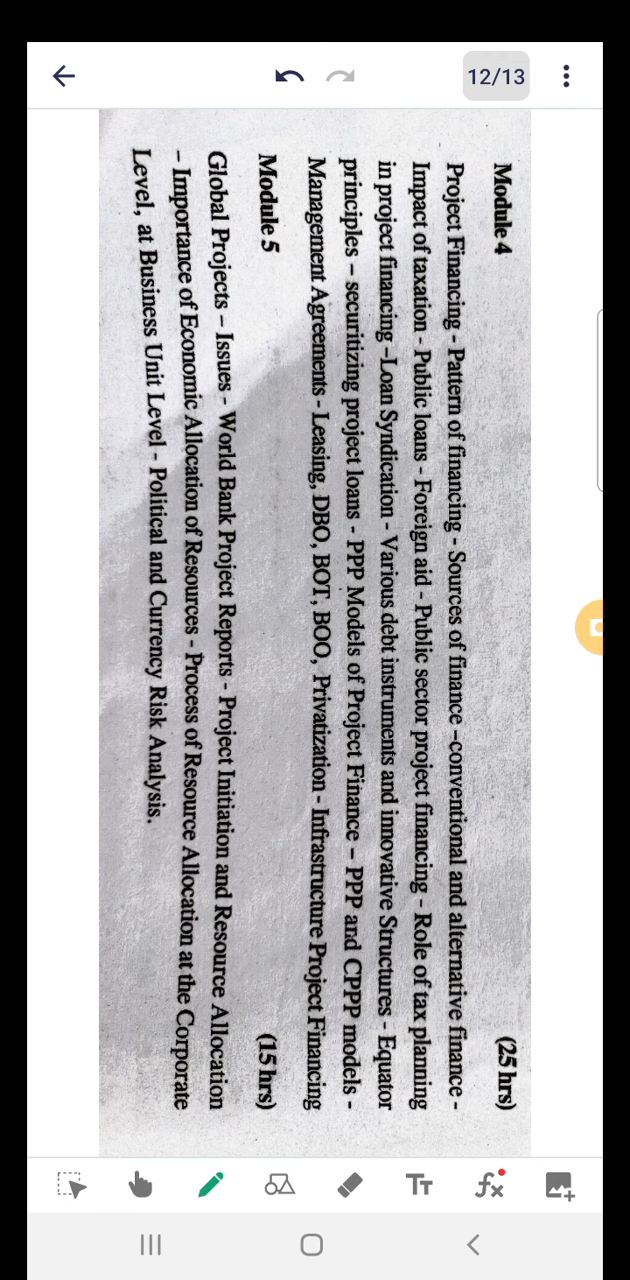 12/13
Module 4 (25 hrs)
Project Financing - Pattern of financing - Sources of finance –conventional and alternative finance -
Impact of taxation - Public loans - Foreign aid - Public sector project financing - Role of tax planning
in project financing –Loan Syndication - Various debt instruments and innovative Structures - Equator
principles – securitizing project loans - PPP Models of Project Finance – PPP and CPPP models -
Management Agreements - Leasing, DBO, BOT, BOO, Privatization - Infrastructure Project Financing
Module 5 (15 hrs)
Global Projects – Issues - World Bank Project Reports - Project Initiation and Resource Allocation
– Importance of Economic Allocation of Resources - Process of Resource Allocation at the Corporate
Level, at Business Unit Level - Political and Currency Risk Analysis.
TT
fx